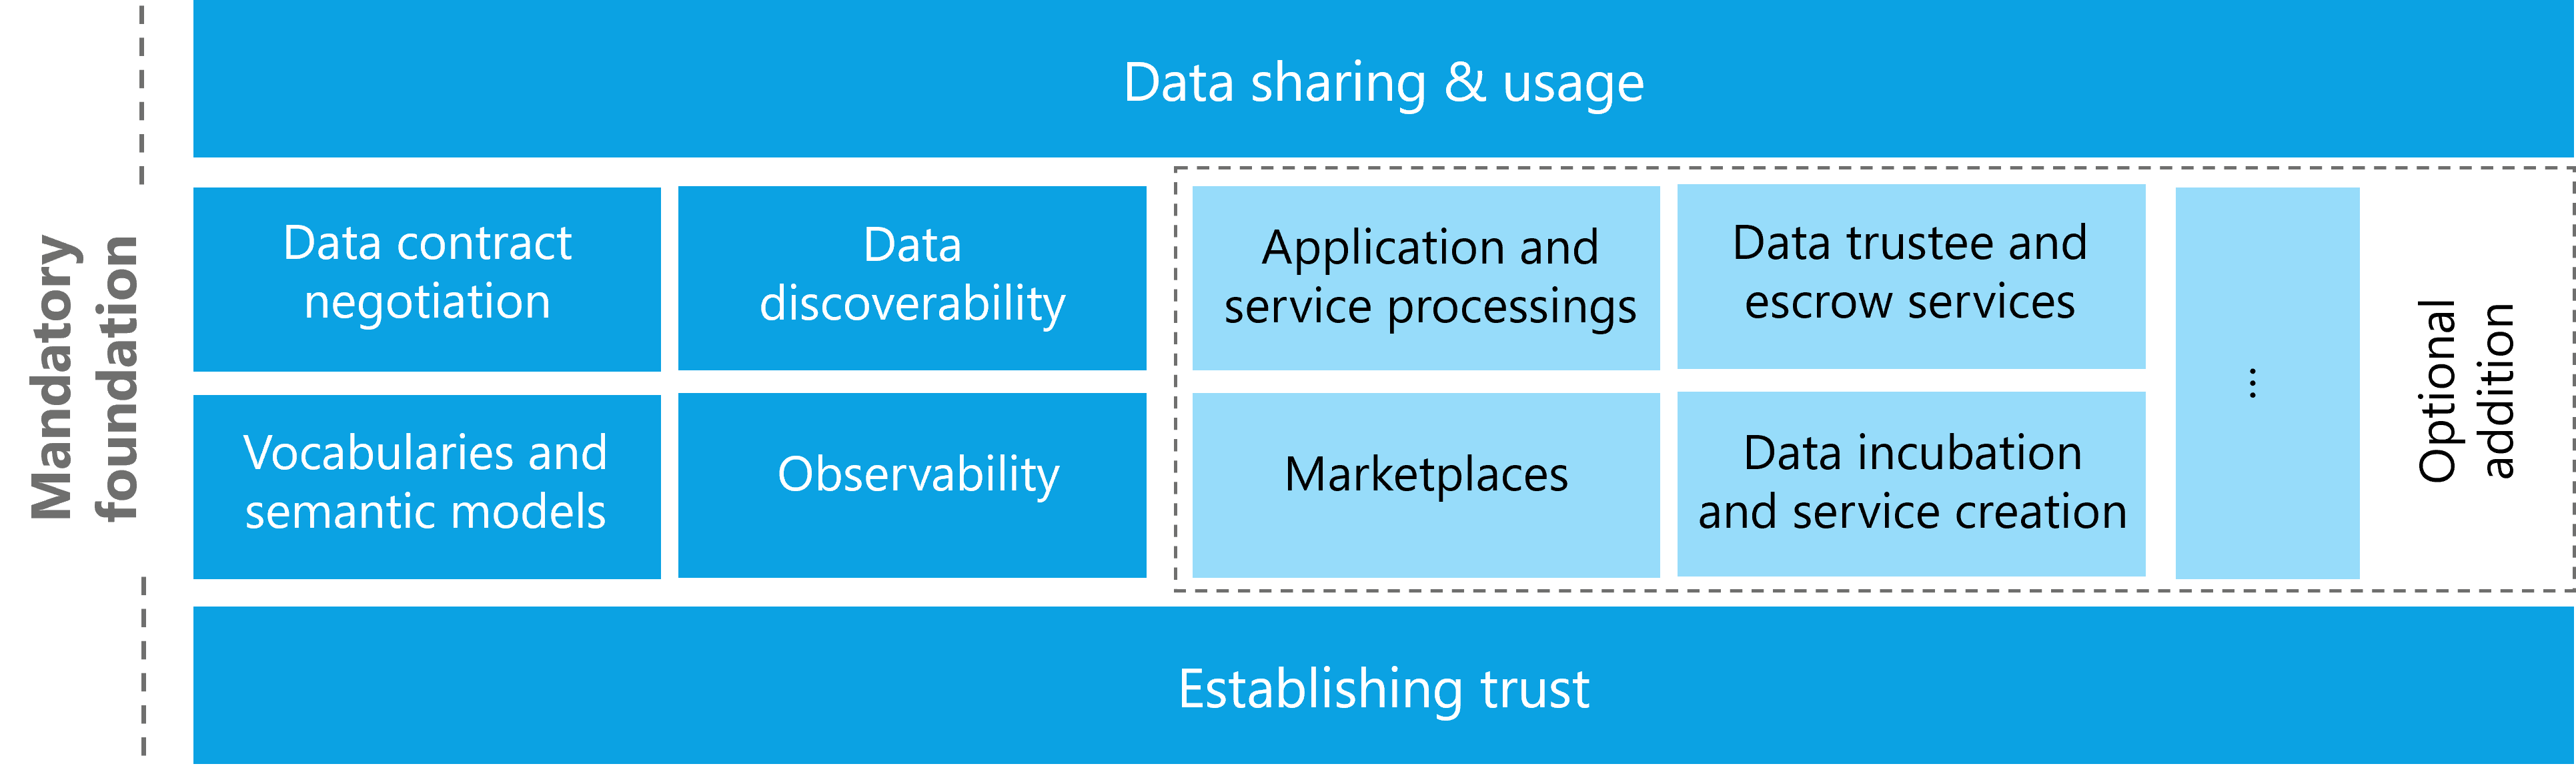 Data sharing & usage
Mandatory
foundation
Data contract
negotiation
Data
discoverability
Application and
service processings
Data trustee and
escrow services
Vocabularies and
semantic models
Observability
Marketplaces
Data incubation
and service creation
...
Optional
addition
Establishing trust